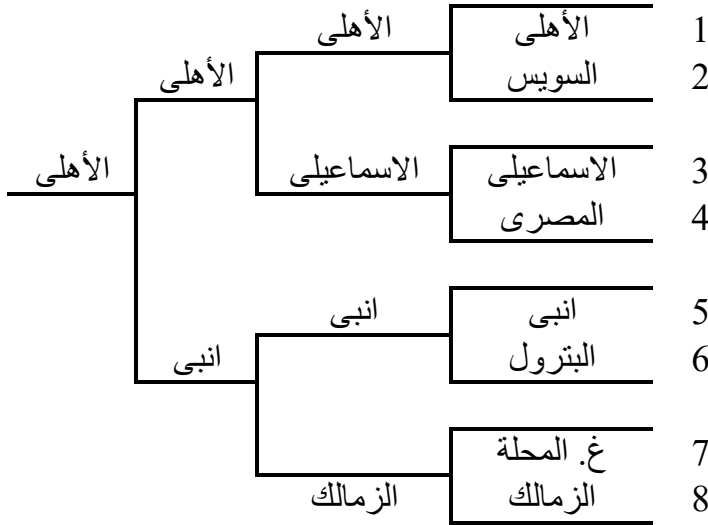 1 الأهلى الأهلى
2 السويس الأهلى
3 الاسماعيلى الاسماعيلى الأهلى
4 المصرى
5 انبى انبى
6 البترول انبى
7 غ. المحلة
8 الزمالك الزمالك